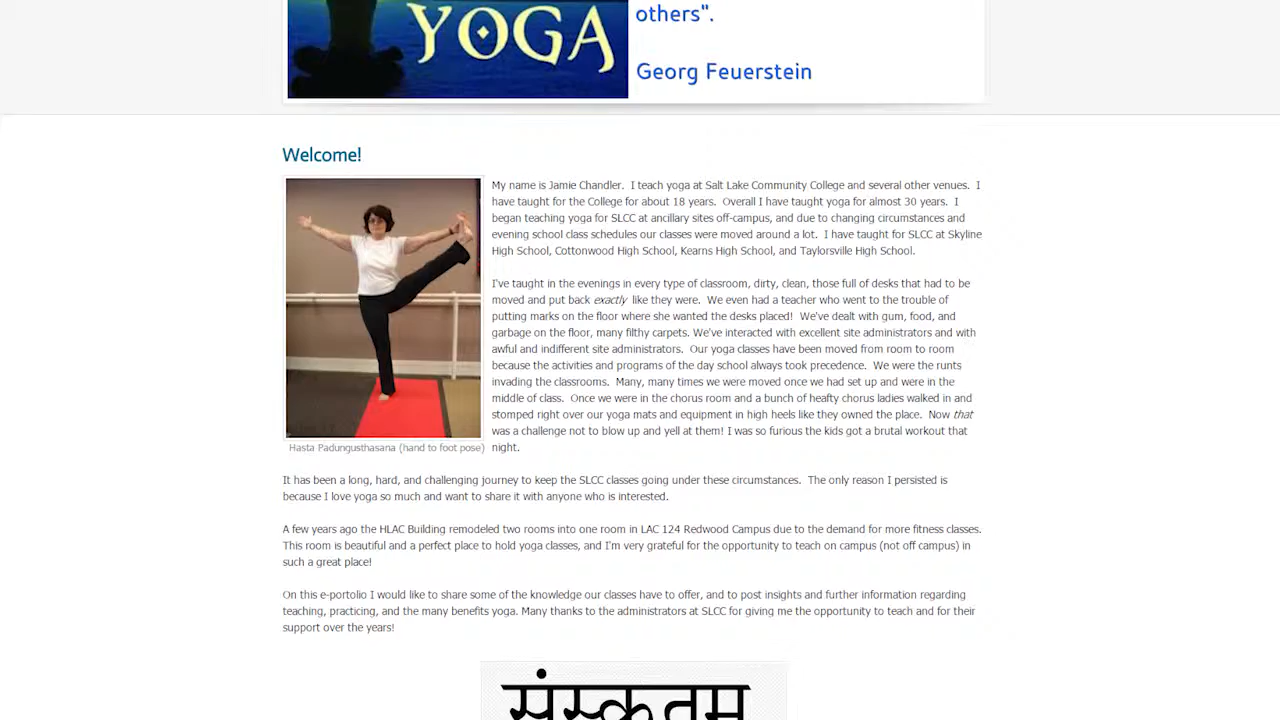 others".
YOGA
Georg Feuerstein
Welcome!
My name is Jamie Chandler.  I teach yoga at Salt Lake Community College and several other venues.  I
have taught for the College for about 18 years.  Overall I have taught yoga for almost 30 years.  I
began teaching yoga for SLCC at ancillary sites off-campus, and due to changing circumstances and
evening school class schedules our classes were moved around a lot.  I have taught for SLCC at Skyline
High School, Cottonwood High School, Kearns High School, and Taylorsville High School.
I've taught in the evenings in every type of classroom, dirty, clean, those full of desks that had to be
moved and put back exactly  like they were.  We even had a teacher who went to the trouble of
putting marks on the floor where she wanted the desks placed!  We've dealt with gum, food, and
garbage on the floor, many filthy carpets. We've interacted with excellent site administrators and with
awful and indifferent site administrators.  Our yoga classes have been moved from room to room
because the activities and programs of the day school always took precedence.  We were the runts
invading the classrooms.  Many, many times we were moved once we had set up and were in the
middle of class.  Once we were in the chorus room and a bunch of heafty chorus ladies walked in and
stomped right over our yoga mats and equipment in high heels like they owned the place.  Now that
was a challenge not to blow up and yell at them! I was so furious the kids got a brutal workout that
night.
Hasta Padungusthasana (hand to foot pose)
It has been a long, hard, and challenging journey to keep the SLCC classes going under these circumstances.  The only reason I persisted is
because I love yoga so much and want to share it with anyone who is interested.
A few years ago the HLAC Building remodeled two rooms into one room in LAC 124 Redwood Campus due to the demand for more fitness classes.
This room is beautiful and a perfect place to hold yoga classes, and I'm very grateful for the opportunity to teach on campus (not off campus) in
such a great place!
On this e-portolio I would like to share some of the knowledge our classes have to offer, and to post insights and further information regarding
teaching, practicing, and the many benefits yoga. Many thanks to the administrators at SLCC for giving me the opportunity to teach and for their
support over the years!